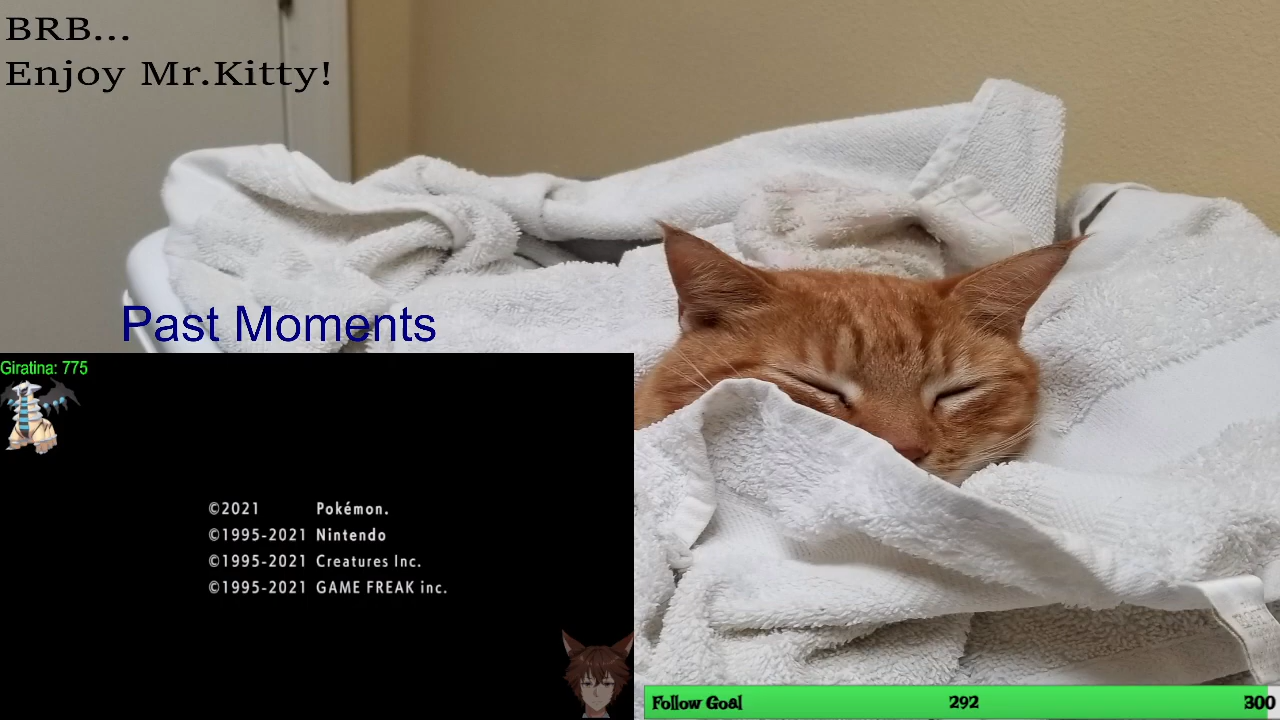 BRB...
Enjoy Mr.Kitty!
Past Moments
Giratina: 775
©2021 Pokémon.
©1995-2021 Nintendo
©1995-2021 Creatures Inc.
©1995-2021 GAME FREAK inc.
Follow Goal 292 300